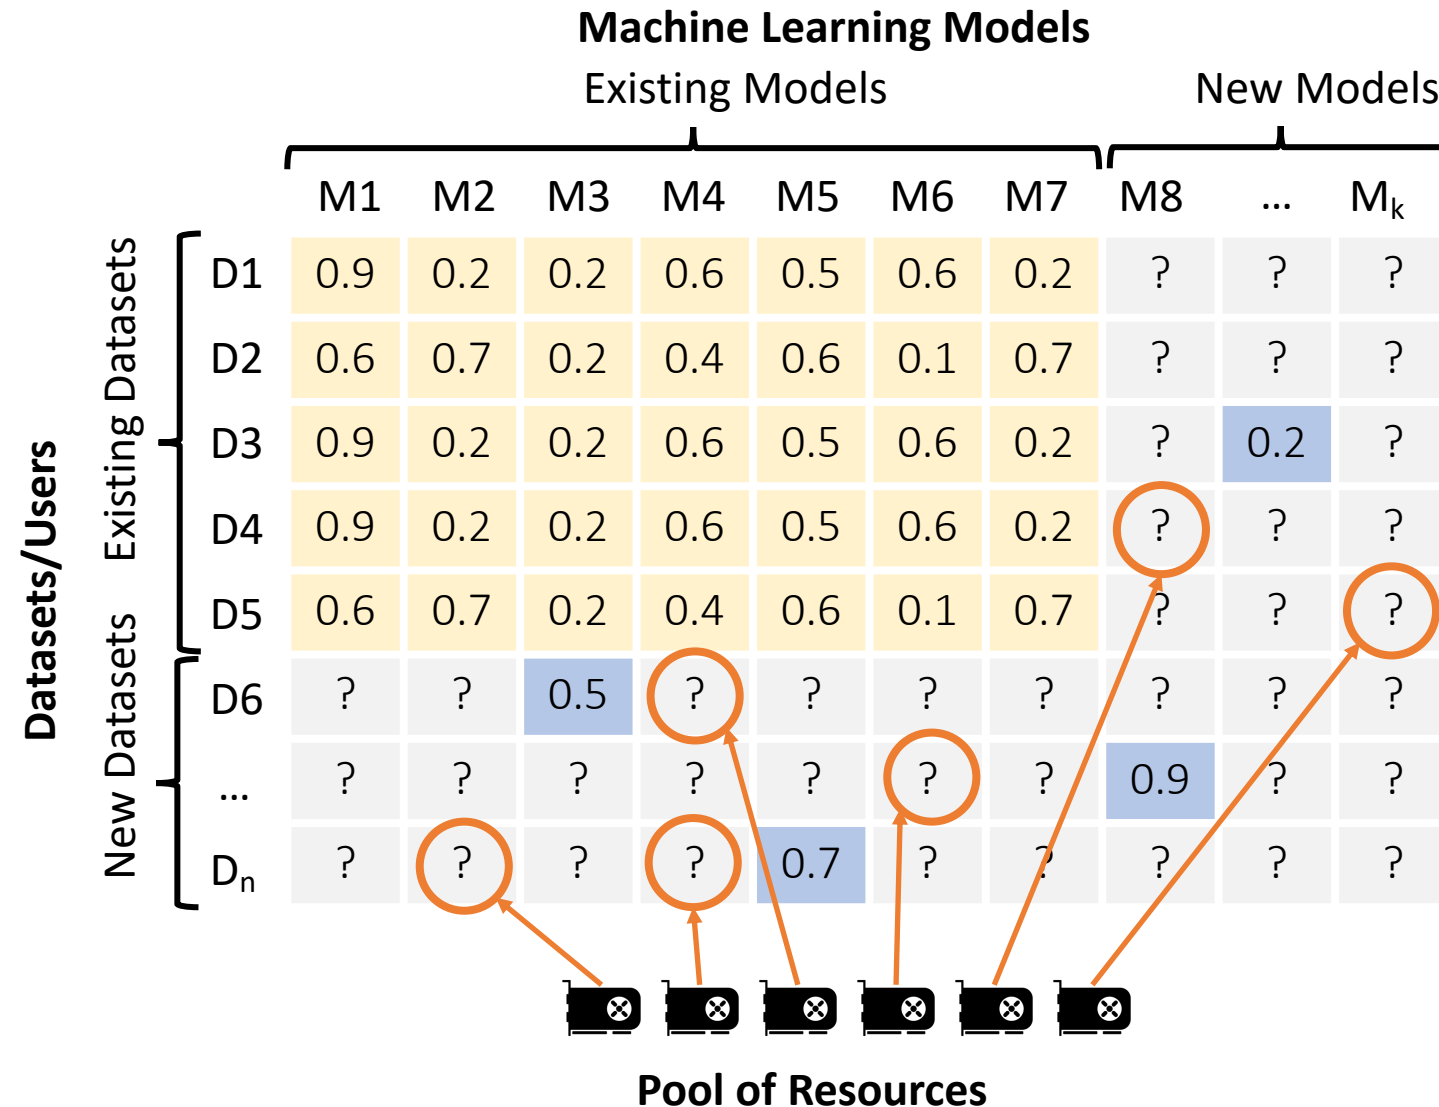 Machine Learning Models
Existing Models New Models
M1 M2 M3 M4 M5 M6 M7 M8 ... Mk
Datasets/Users
Existing Datasets
New Datasets
D1 0.9 0.2 0.2 0.6 0.5 0.6 0.2 ? ? ?
D2 0.6 0.7 0.2 0.4 0.6 0.1 0.7 ? ? ?
D3 0.9 0.2 0.2 0.6 0.5 0.6 0.2 ? 0.2 ?
D4 0.9 0.2 0.2 0.6 0.5 0.6 0.2 ? ? ?
D5 0.6 0.7 0.2 0.4 0.6 0.1 0.7 ? ? ?
D6 ? ? 0.5 ? ? ? ? ? ? ?
... ? ? ? ? ? ? ? 0.9 ? ?
Dn ? ? ? ? 0.7 ? ? ? ? ?
Pool of Resources